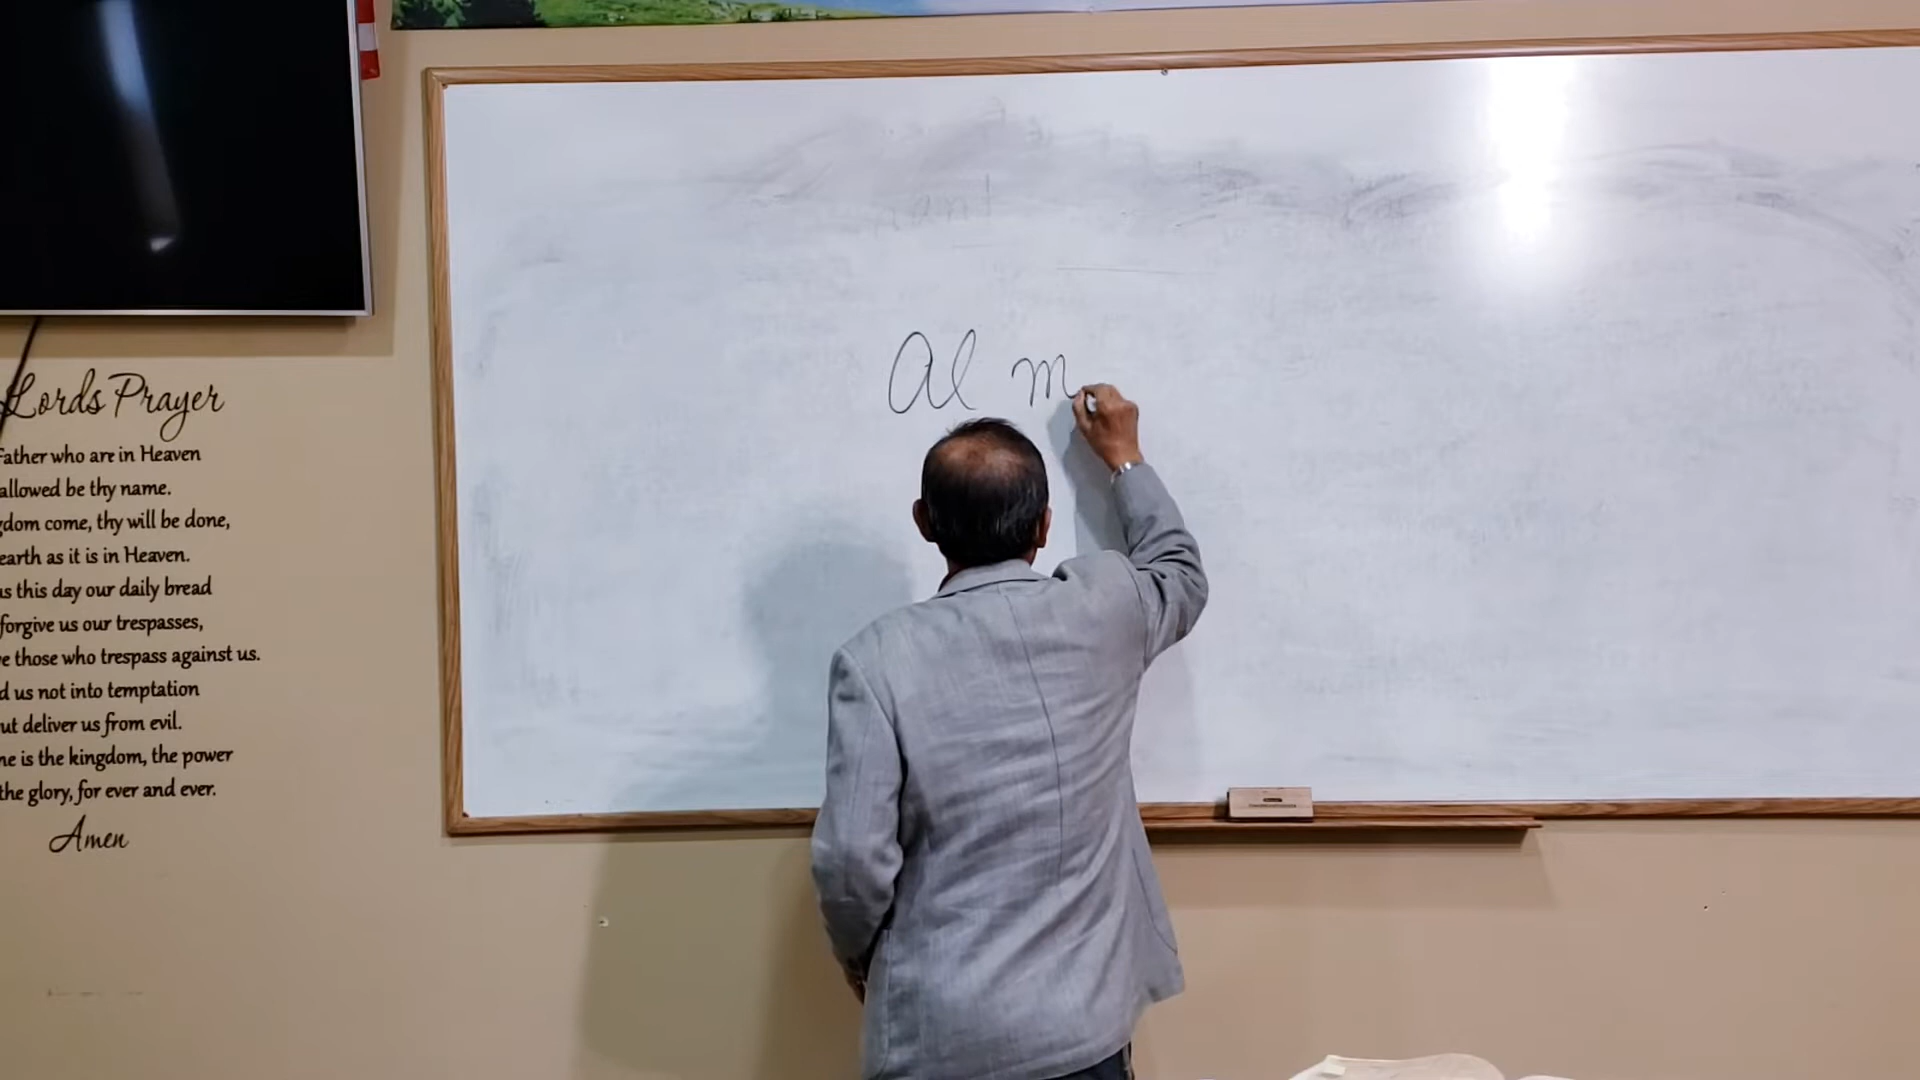 Al m
Lords Prayer
Father who are in Heaven
allowed be thy name.
gdom come, thy will be done,
earth as it is in Heaven.
us this day our daily bread
forgive us our trespasses,
e those who trespass against us.
d us not into temptation
ut deliver us from evil.
ne is the kingdom, the power
the glory, for ever and ever.
Amen